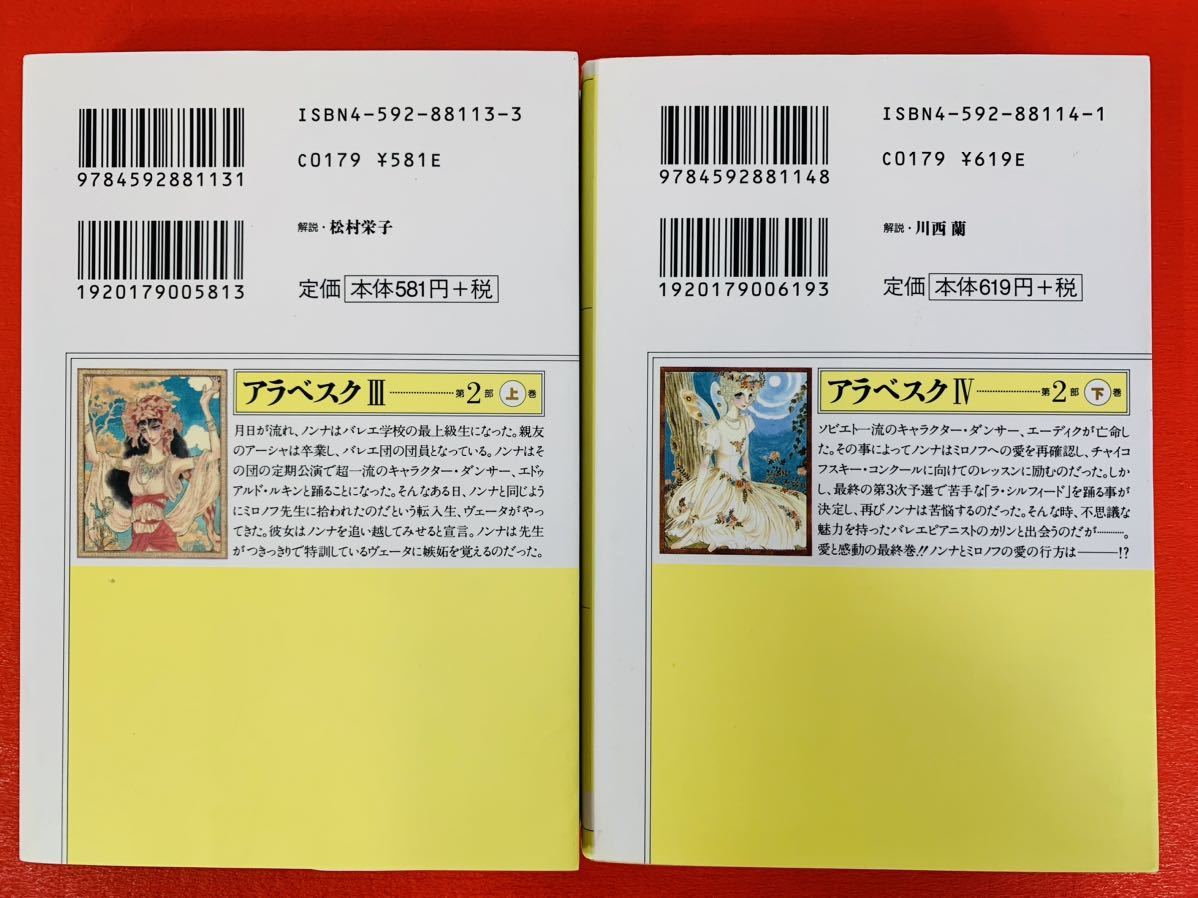 ISBN4-592-88113-3
C0179 ¥581E
9784592881131
解説・松村栄子
1920179005813
定価 本体581円+税
アラベスクⅢ…………第2部 上 巻
月日が流れ、ノンナはバレエ学校の最上級生になった。親友
のアーシャは卒業し、バレエ団の団員となっている。ノンナはそ
の団の定期公演で超一流のキャラクター・ダンサー、エドゥ
アルド・ルキンと踊ることになった。そんなある日、ノンナと同じよう
にミロノフ先生に拾われたのだという転入生、ヴェータがやっ
てきた。彼女はノンナを追い越してみせると宣言。ノンナは先生
がつきっきりで特訓しているヴェータに嫉妬を覚えるのだった。
ISBN4-592-88114-1
C0179 ¥619E
9784592881148
解説・川西 蘭
1920179006193
定価 本体619円+税
アラベスクⅣ…………第2部 下 巻
ソビエト一流のキャラクター・ダンサー、エーディクが亡命し
た。その事によってノンナはミロノフへの愛を再確認し、チャイコ
フスキー・コンクールに向けてのレッスンに励むのだった。しか
し、最終の第3次予選で苦手な「ラ・シルフィード」を踊る事が
決定し、再びノンナは苦悩するのだった。そんな時、不思議な
魅力を持ったバレエピアニストのカリンと出会うのだが………。
愛と感動の最終巻!!ノンナとミロノフの愛の行方は———!?